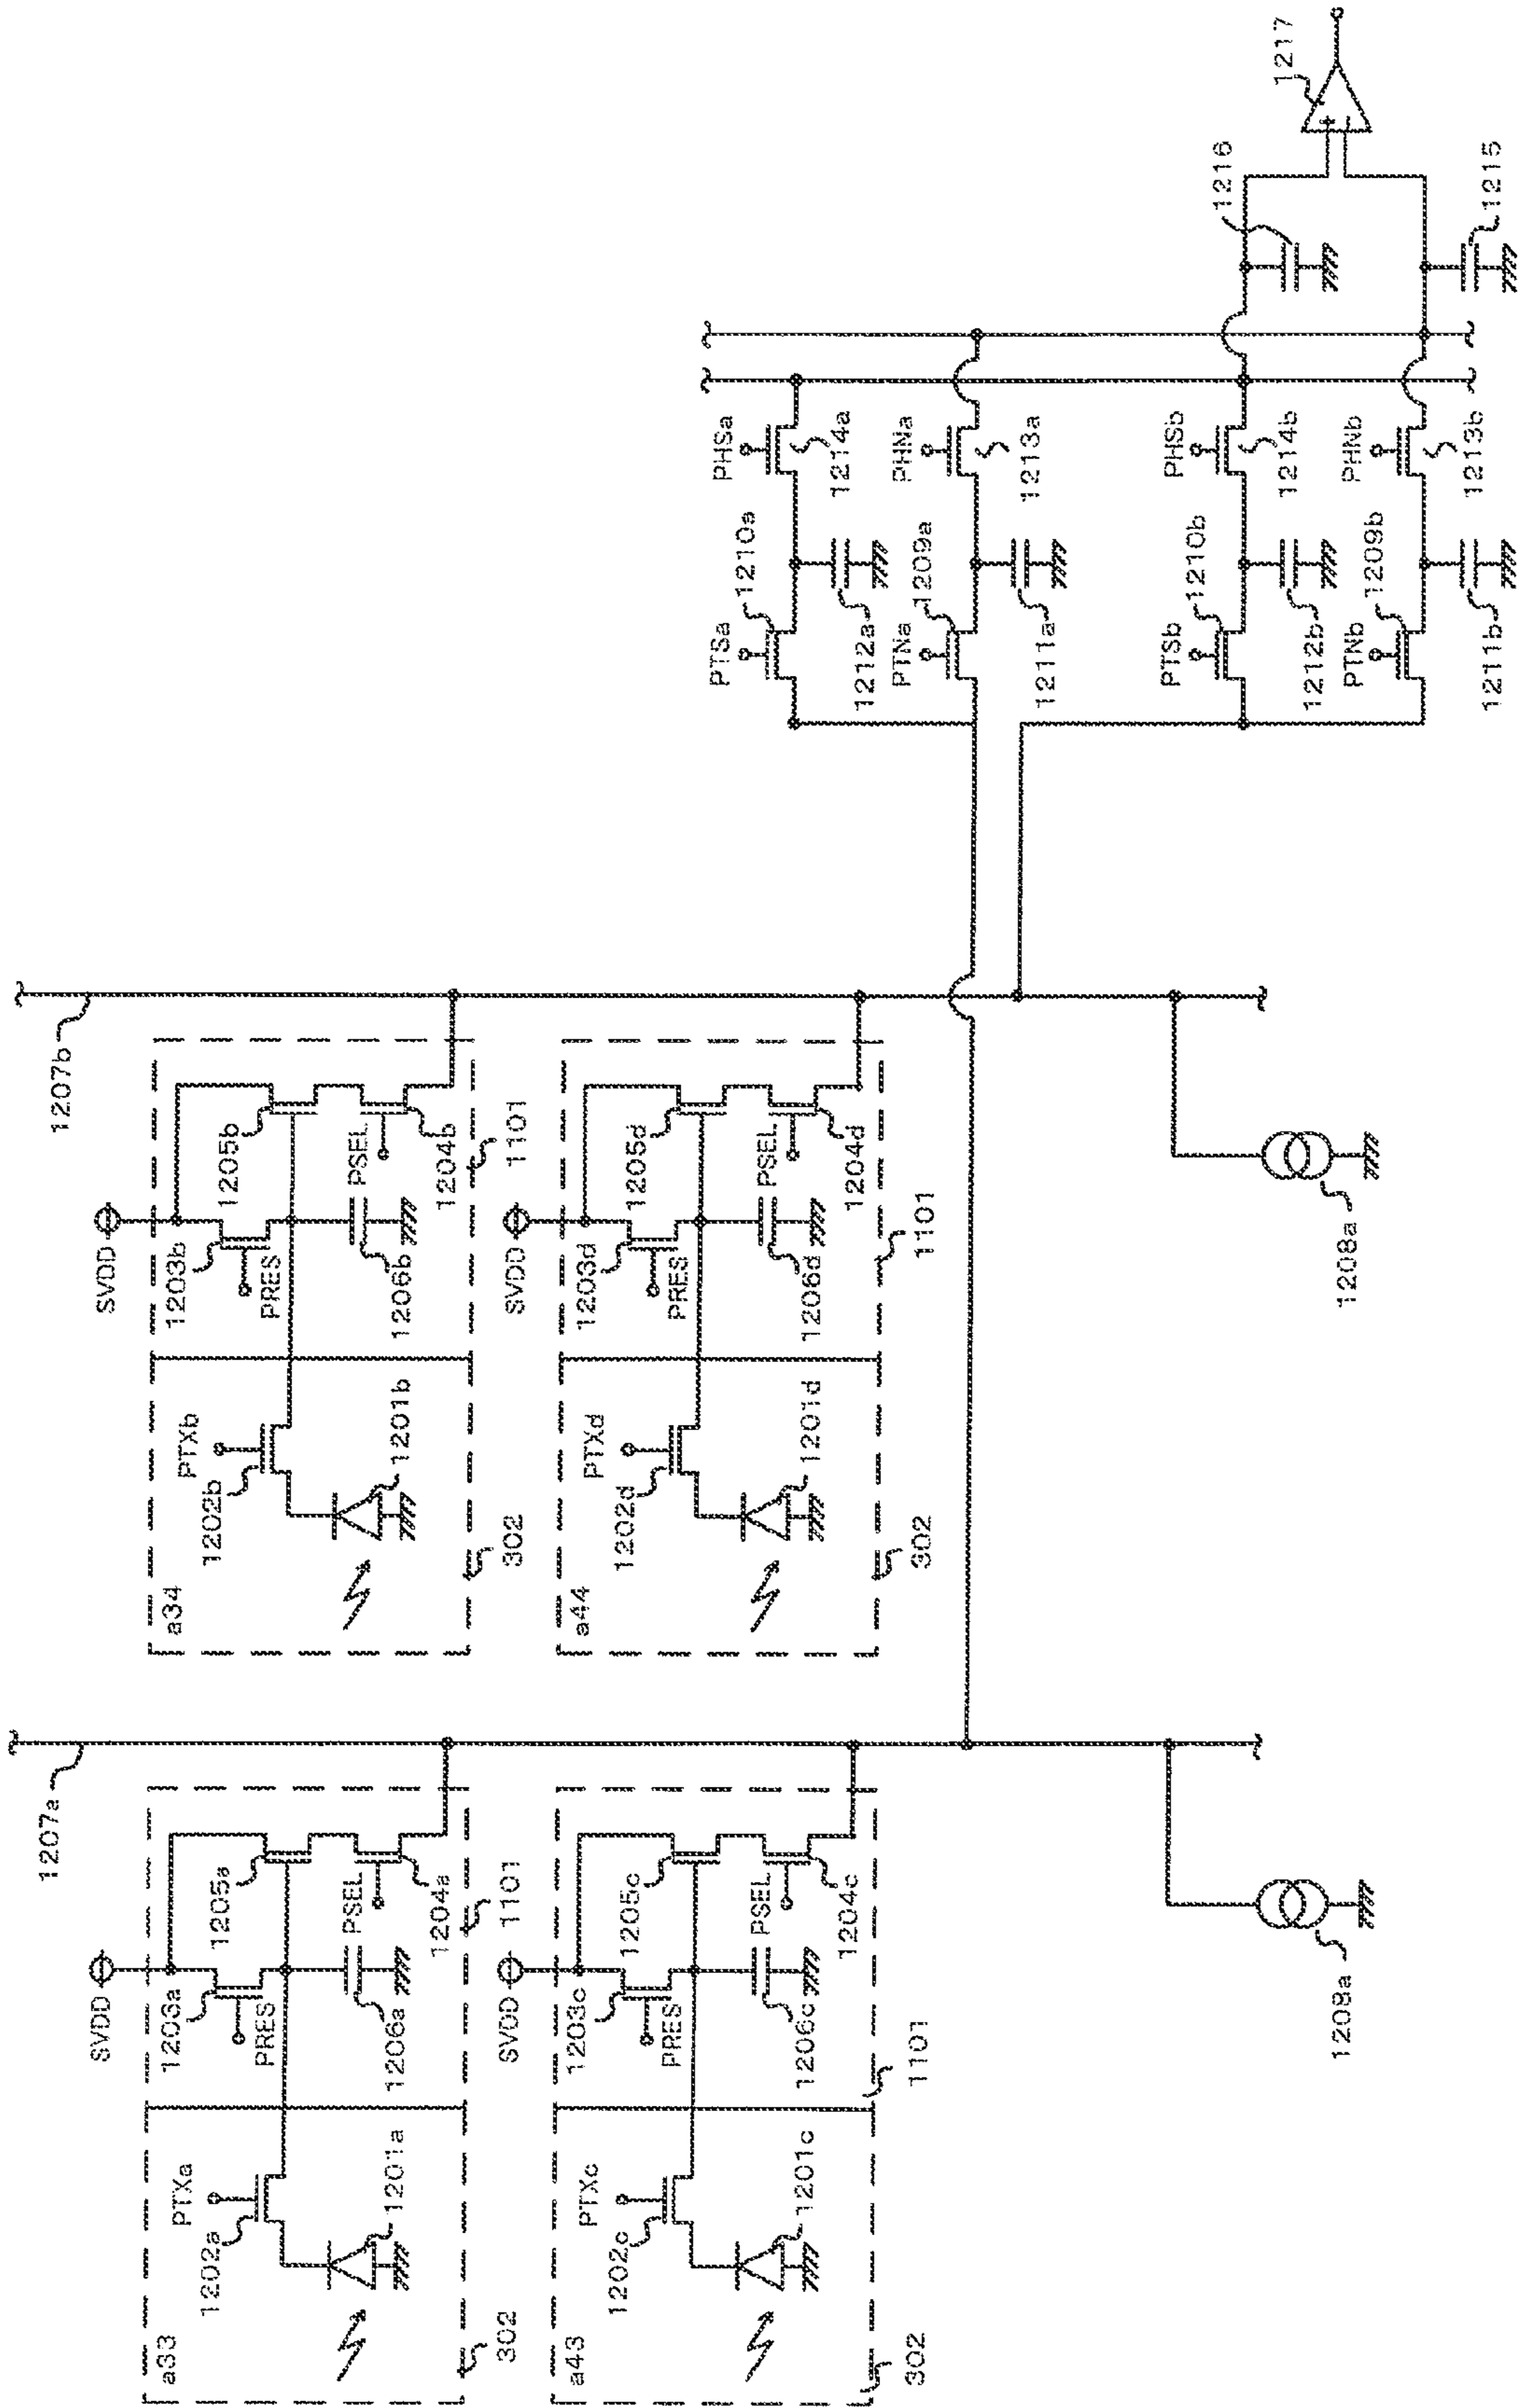 1207a
1207b
SVDD
1203a
1205a
PRES
PSEL
1204a
1206a
1101
a33
1202a
PTXa
1201a
302
SVDD
1203b
1205b
PRES
PSEL
1204b
1206b
1101
a34
1202b
PTXb
1201b
302
SVDD
1203c
1205c
PRES
PSEL
1204c
1206c
1101
a43
1202c
PTXc
1201c
302
SVDD
1203d
1205d
PRES
PSEL
1204d
1206d
1101
a44
1202d
PTXd
1201d
302
1208a
1208a
PTSa
1210a
PHSa
1212a
1214a
PTNa
1209a
PHNa
1211a
1213a
PTSb
1210b
PHSb
1212b
1214b
PTNb
1209b
PHNb
1211b
1213b
1216
1215
1217
+
−